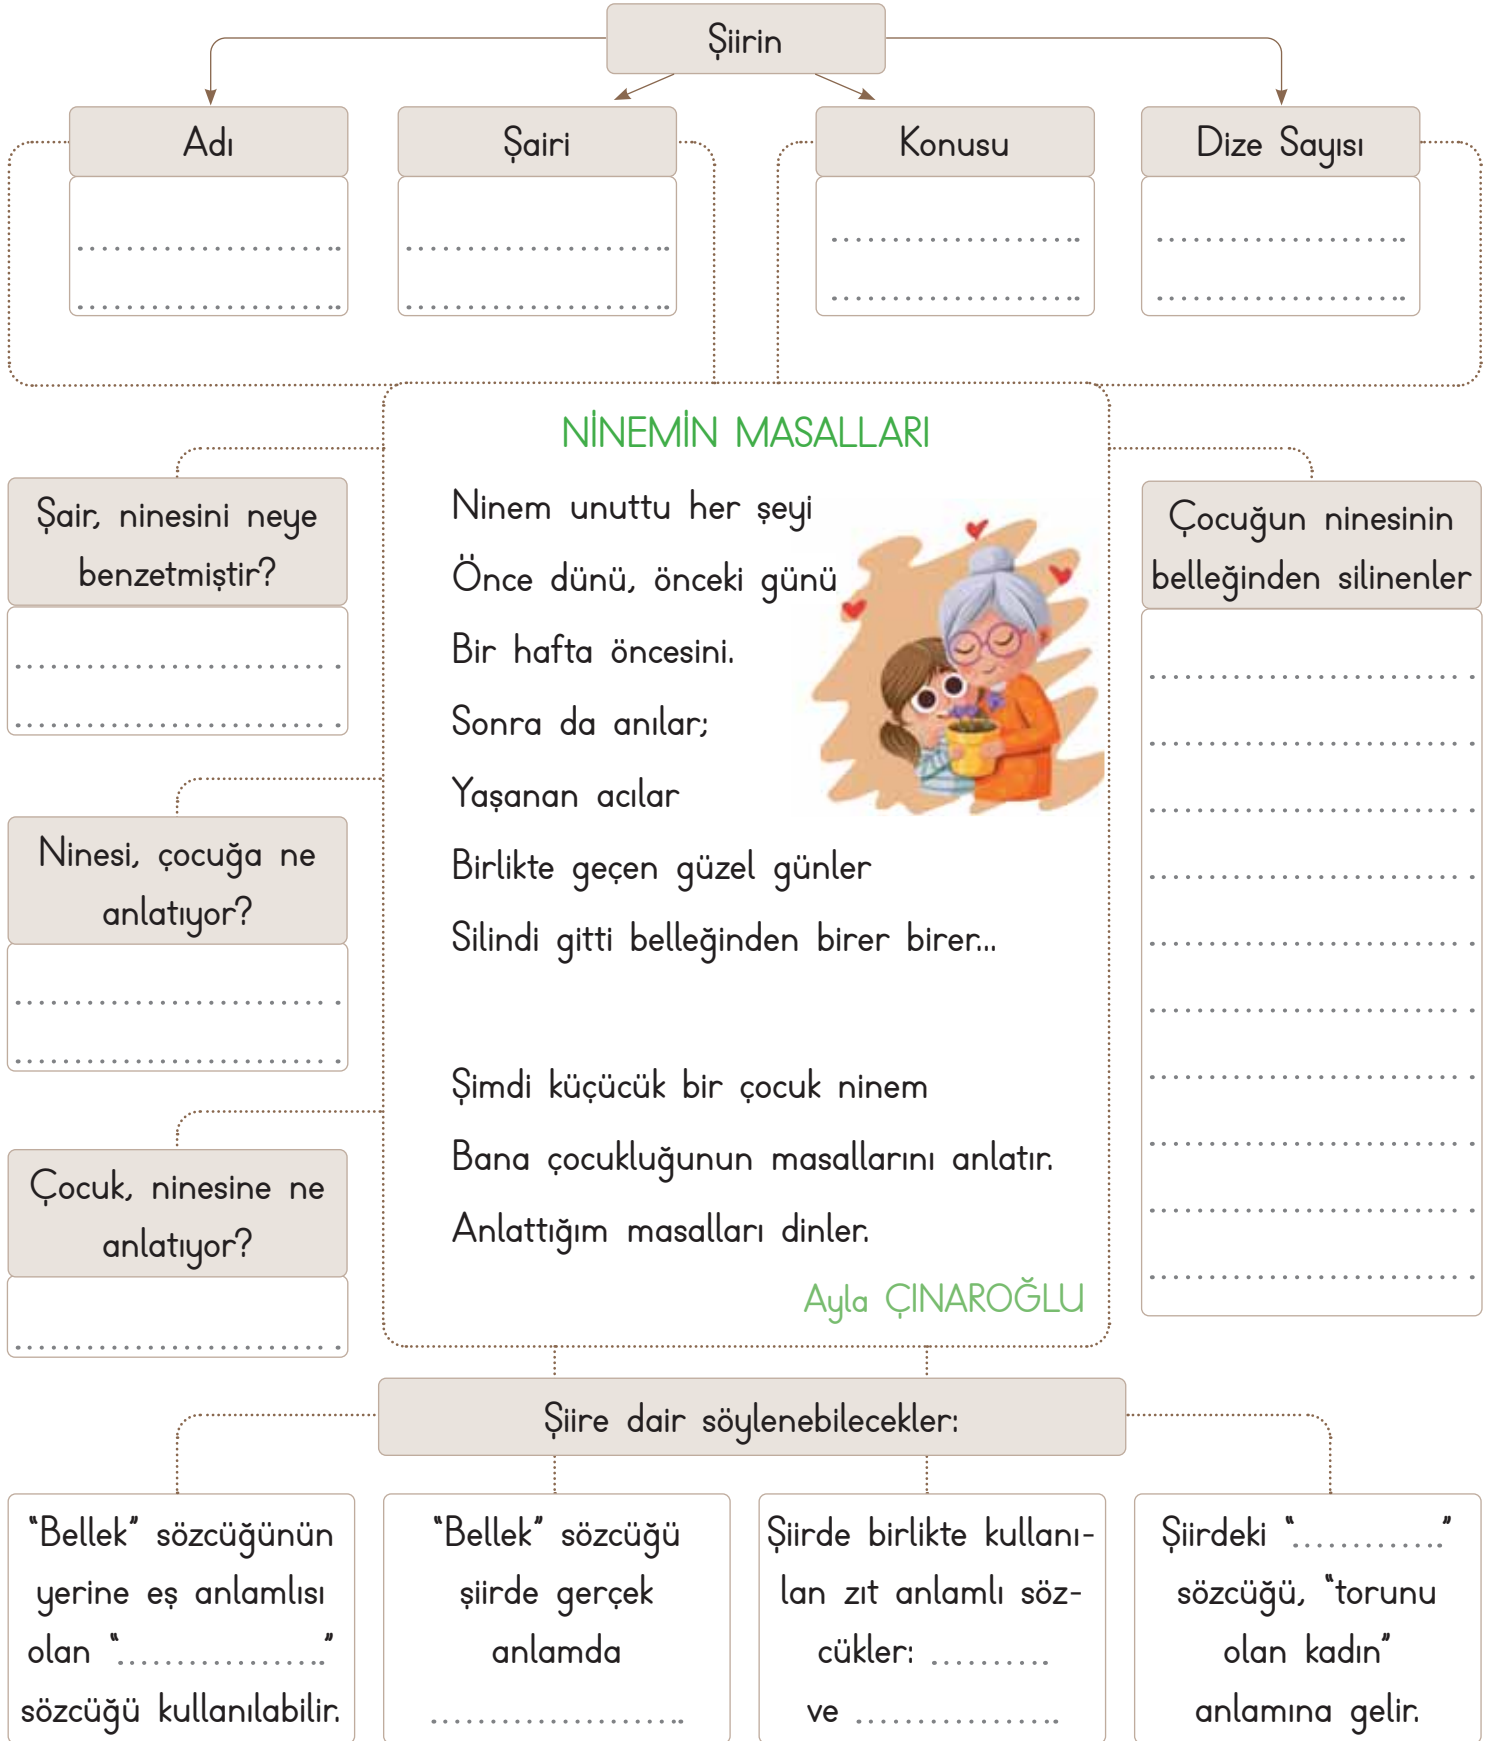 Şiirin
Adı
Şairi
Konusu
Dize Sayısı
NİNEMİN MASALLARI
Ninem unuttu her şeyi
Önce dünü, önceki günü
Bir hafta öncesini.
Sonra da anılar;
Yaşanan acılar
Birlikte geçen güzel günler
Silindi gitti belleğinden birer birer...
Şimdi küçücük bir çocuk ninem
Bana çocukluğunun masallarını anlatır.
Anlattığım masalları dinler.
Ayla ÇINAROĞLU
Şair, ninesini neye
benzetmiştir?
Ninesi, çocuğa ne
anlatıyor?
Çocuk, ninesine ne
anlatıyor?
Çocuğun ninesinin
belleğinden silinenler
Şiire dair söylenebilecekler:
"Bellek" sözcüğünün
yerine eş anlamlısı
olan "..................."
sözcüğü kullanılabilir.
"Bellek" sözcüğü
şiirde gerçek
anlamda
......................
Şiirde birlikte kullanı-
lan zıt anlamlı söz-
cükler: ..........
ve ..................
Şiirdeki "............."
sözcüğü, "torunu
olan kadın"
anlamına gelir.